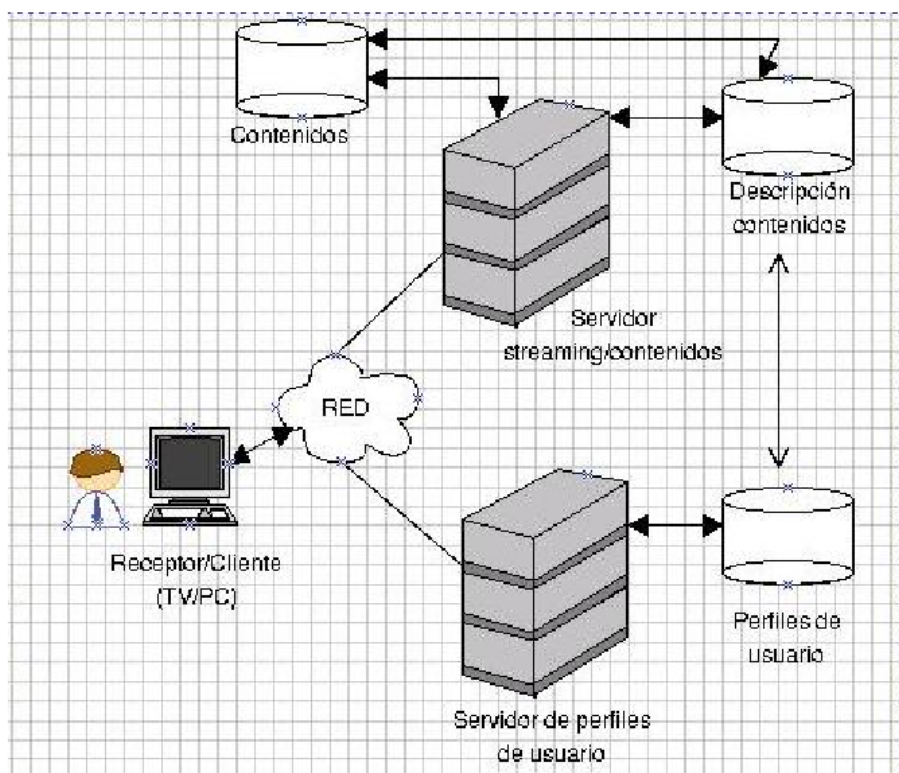 Contenidos
Descripción
contenidos
Servidor
streaming/contenidos
RED
Receptor/Cliente
(TV/PC)
Perfiles de
usuario
Servidor de perfiles
de usuario